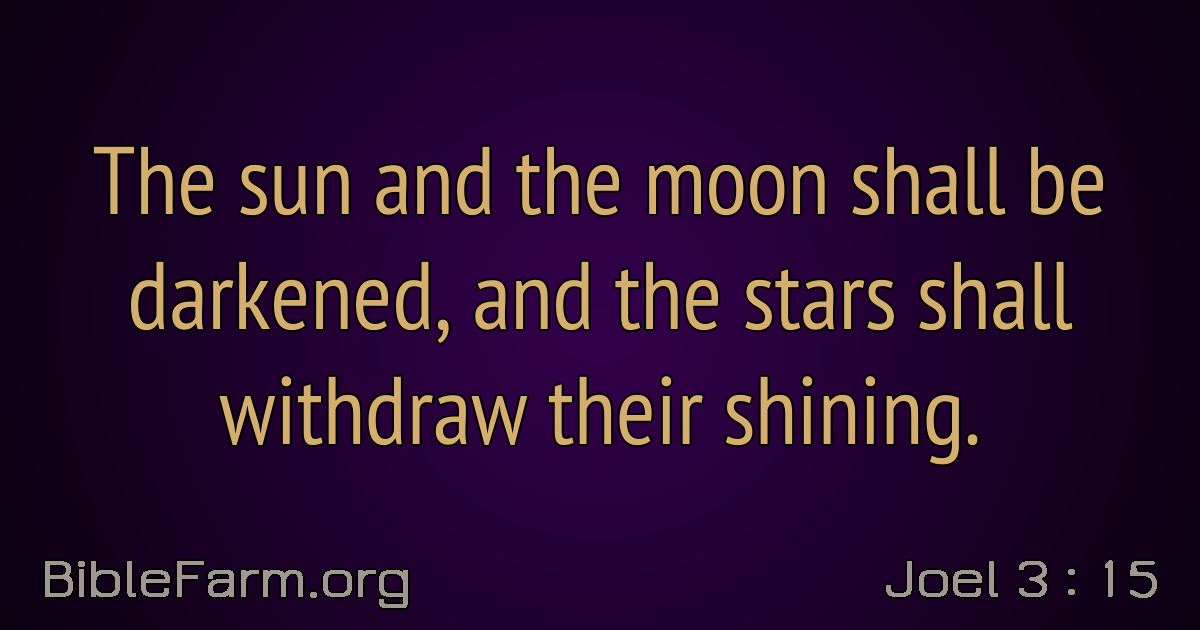 The sun and the moon shall be
darkened, and the stars shall
withdraw their shining.
BibleFarm.org
Joel 3 : 15